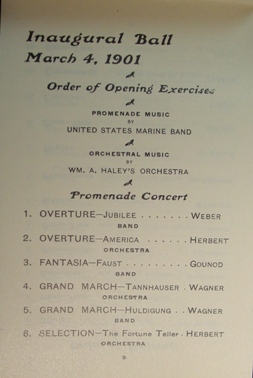 Inaugural Ball
March 4, 1901
Order of Opening Exercises
PROMENADE MUSIC
BY
UNITED STATES MARINE BAND
ORCHESTRAL MUSIC
BY
WM. A. HALEY'S ORCHESTRA
Promenade Concert
1. OVERTURE—JUBILEE . . . . . . . WEBER
BAND
2. OVERTURE—AMERICA . . . . . . HERBERT
ORCHESTRA
3. FANTASIA—FAUST . . . . . . . . GOUNOD
BAND
4. GRAND MARCH—TANNHAUSER . WAGNER
ORCHESTRA
5. GRAND MARCH—HULDIGUNG . . WAGNER
BAND
6. SELECTION—THE FORTUNE TELLER . HERBERT
ORCHESTRA